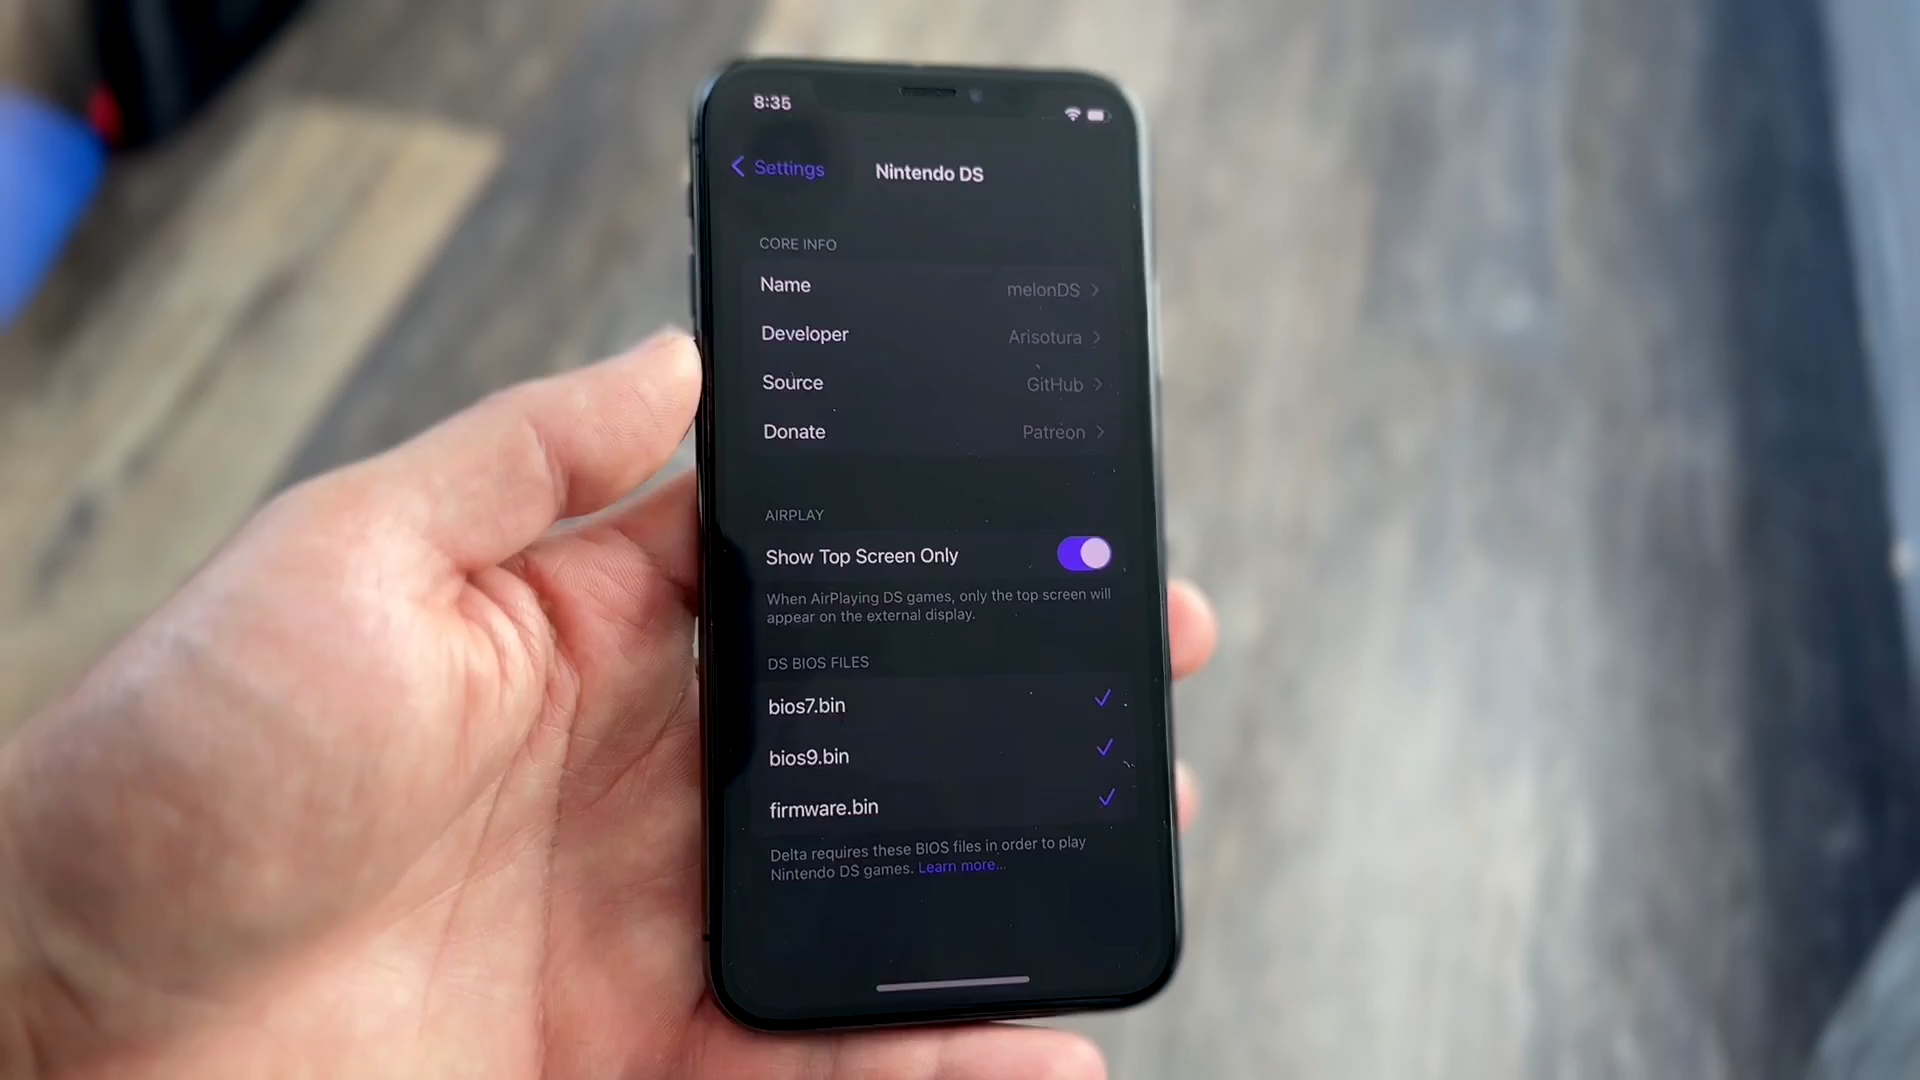 8:35
Settings
Nintendo DS
CORE INFO
Name melonDS
Developer Arisotura
Source GitHub
Donate Patreon
AIRPLAY
Show Top Screen Only
When AirPlaying DS games, only the top screen will
appear on the external display.
DS BIOS FILES
bios7.bin
bios9.bin
firmware.bin
Delta requires these BIOS files in order to play
Nintendo DS games. Learn more...